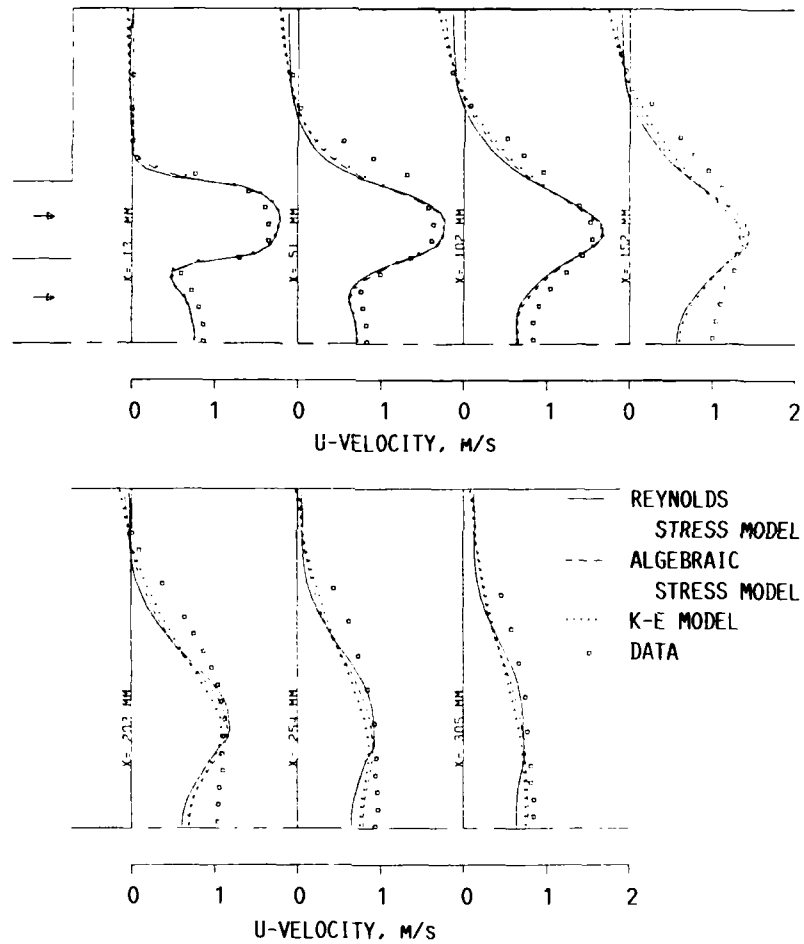 X= 13 MM
X= 51 MM
X= 102 MM
X= 152 MM
0 1 0 1 0 1 0 1 2
U-VELOCITY, M/S
REYNOLDS
STRESS MODEL
ALGEBRAIC
STRESS MODEL
K-E MODEL
DATA
X= 203 MM
X= 254 MM
X= 305 MM
0 1 0 1 0 1 2
U-VELOCITY, M/S